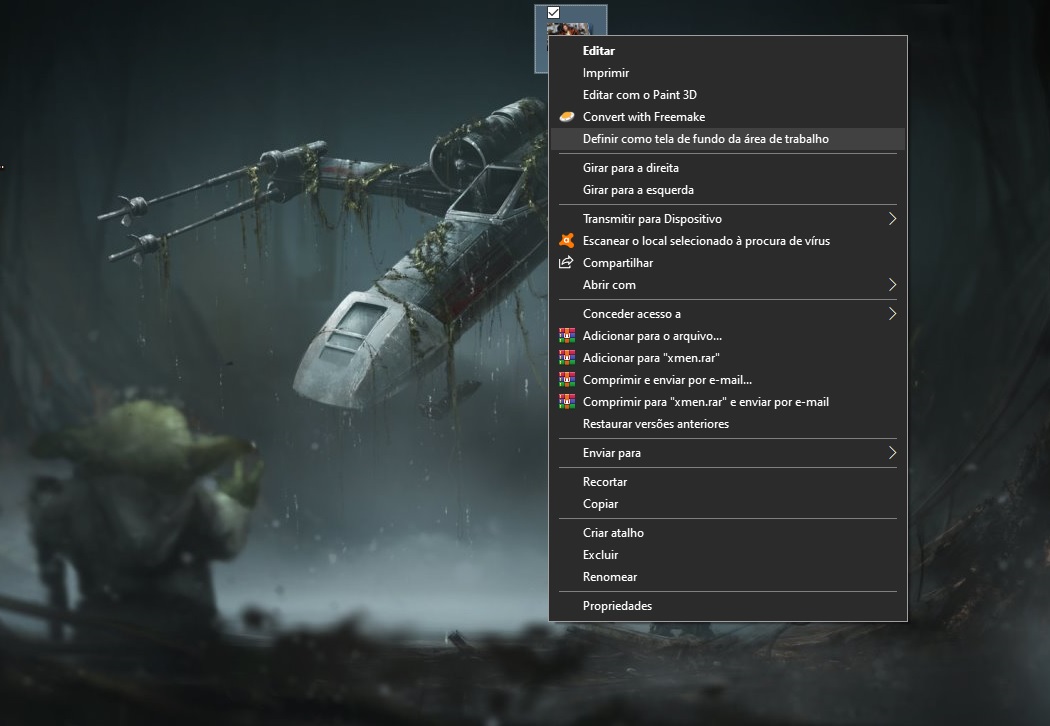 Editar
Imprimir
Editar com o Paint 3D
Convert with Freemake
Definir como tela de fundo da área de trabalho
Girar para a direita
Girar para a esquerda
Transmitir para Dispositivo
Escanear o local selecionado à procura de vírus
Compartilhar
Abrir com
Conceder acesso a
Adicionar para o arquivo...
Adicionar para "xmen.rar"
Comprimir e enviar por e-mail...
Comprimir para "xmen.rar" e enviar por e-mail
Restaurar versões anteriores
Enviar para
Recortar
Copiar
Criar atalho
Excluir
Renomear
Propriedades